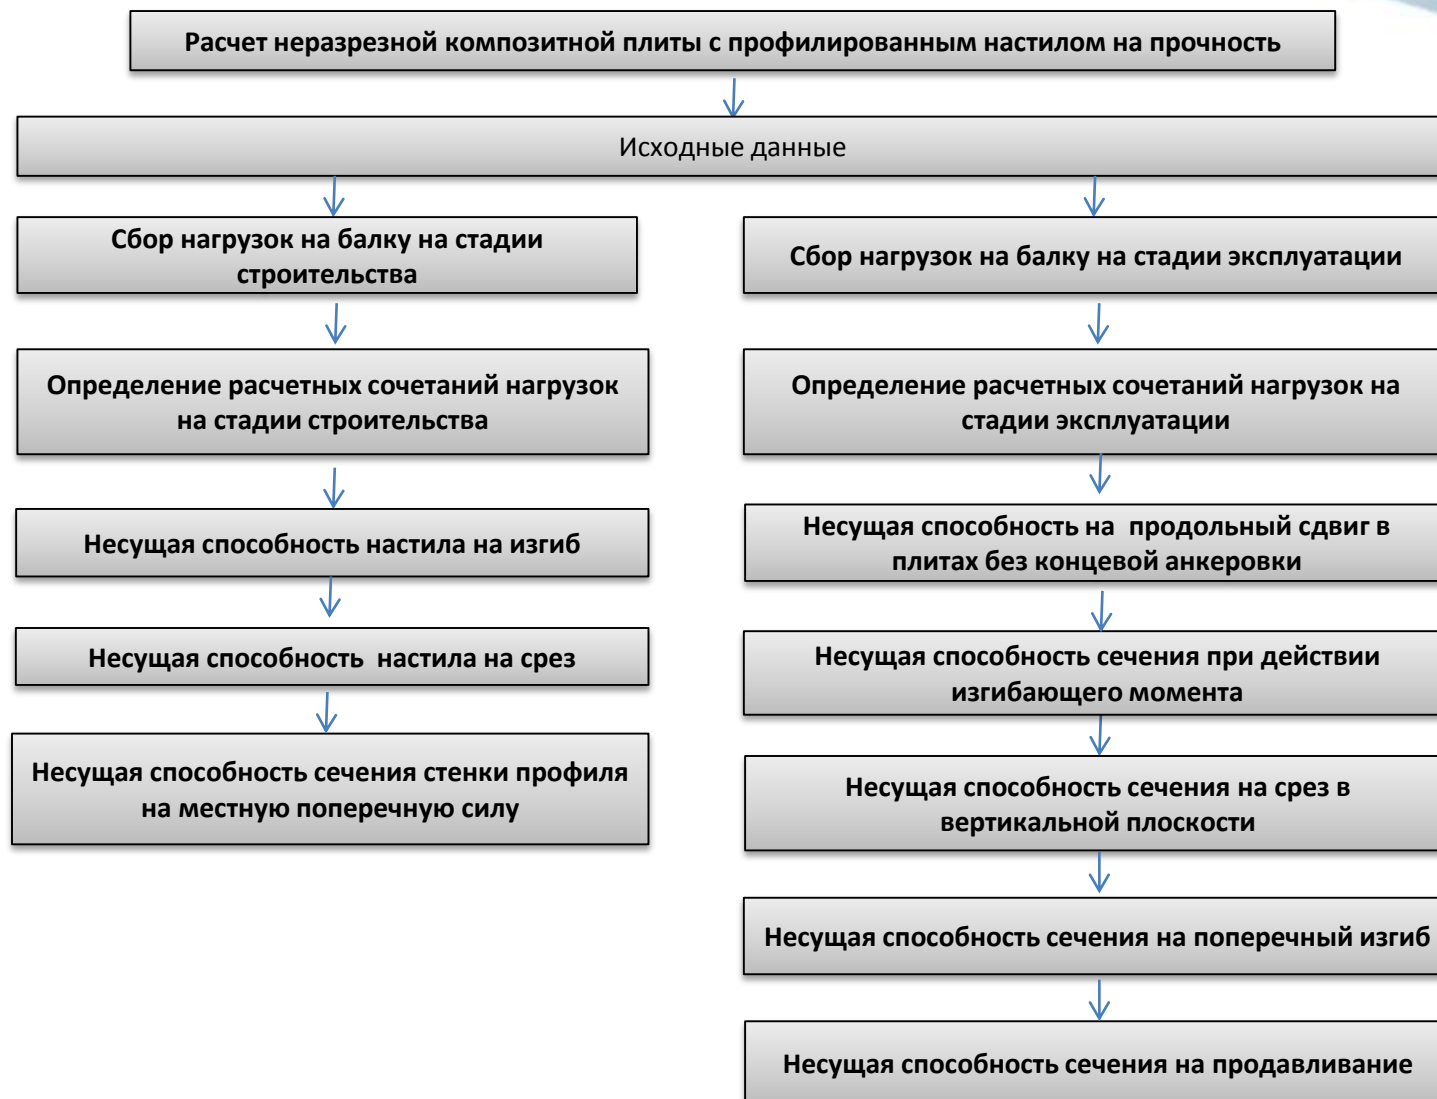 Расчет неразрезной композитной плиты с профилированным настилом на прочность
Исходные данные
Сбор нагрузок на балку на стадии
строительства
Определение расчетных сочетаний нагрузок
на стадии строительства
Несущая способность настила на изгиб
Несущая способность настила на срез
Несущая способность сечения стенки профиля
на местную поперечную силу
Сбор нагрузок на балку на стадии эксплуатации
Определение расчетных сочетаний нагрузок на
стадии эксплуатации
Несущая способность на продольный сдвиг в
плитах без концевой анкеровки
Несущая способность сечения при действии
изгибающего момента
Несущая способность сечения на срез в
вертикальной плоскости
Несущая способность сечения на поперечный изгиб
Несущая способность сечения на продавливание